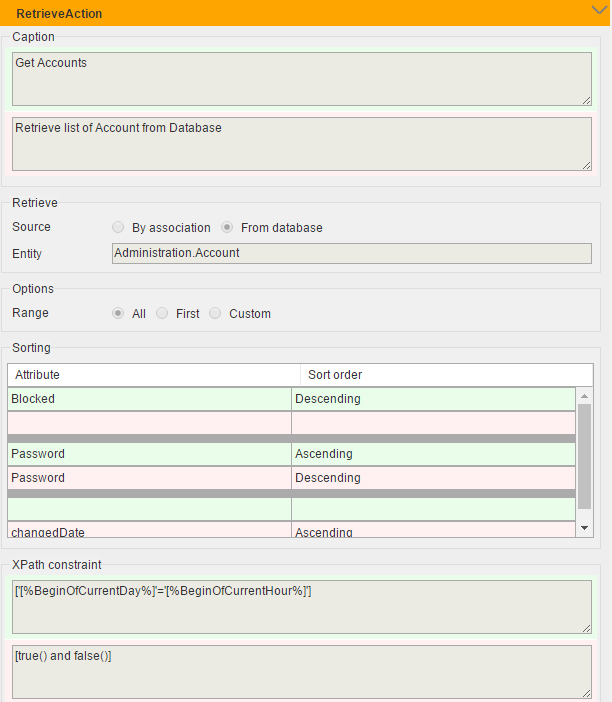 RetrieveAction
Caption
Get Accounts
Retrieve list of Account from Database
Retrieve
Source By association From database
Entity Administration.Account
Options
Range All First Custom
Sorting
Attribute Sort order
Blocked Descending
Password Ascending
Password Descending
changedDate Ascending
XPath constraint
['[%BeginOfCurrentDay%]'='[%BeginOfCurrentHour%]']
[true() and false()]